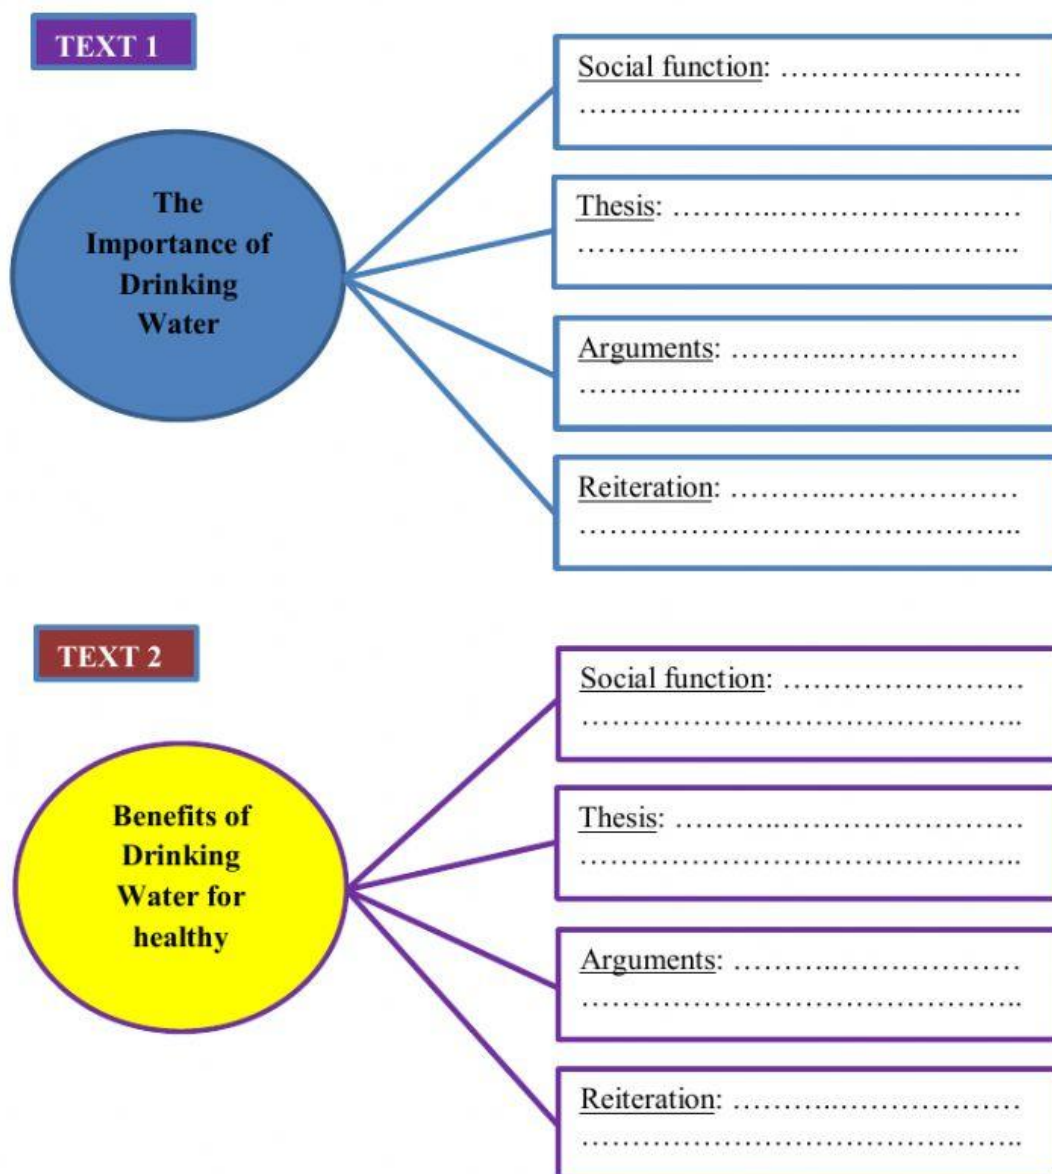 TEXT 1
The
Importance of
Drinking
Water
Social function: ……………………
……………………………………..
Thesis: ………...……………………
……………………………………..
Arguments: ………...………………
……………………………………..
Reiteration: ………...………………
……………………………………..
TEXT 2
Benefits of
Drinking
Water for
healthy
Social function: ……………………
……………………………………..
Thesis: ………...……………………
……………………………………..
Arguments: ………...………………
……………………………………..
Reiteration: ………...………………
……………………………………..